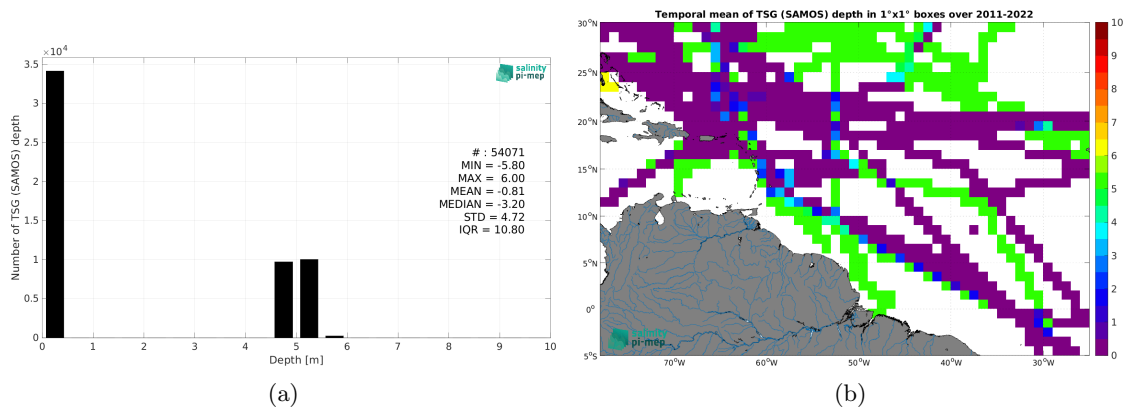 ×10^4
3.5
3
2.5
2
1.5
1
0.5
0
Number of TSG (SAMOS) depth
salinity
pi-mep
# : 54071
MIN = -5.80
MAX = 6.00
MEAN = -0.81
MEDIAN = -3.20
STD = 4.72
IQR = 10.80
0 1 2 3 4 5 6 7 8 9 10
Depth [m]
(a)
Temporal mean of TSG (SAMOS) depth in 1°x1° boxes over 2011-2022
30°N
25°N
20°N
15°N
10°N
5°N
0°
5°S
70°W 60°W 50°W 40°W 30°W
salinity
pi-mep
10
9
8
7
6
5
4
3
2
1
0
(b)